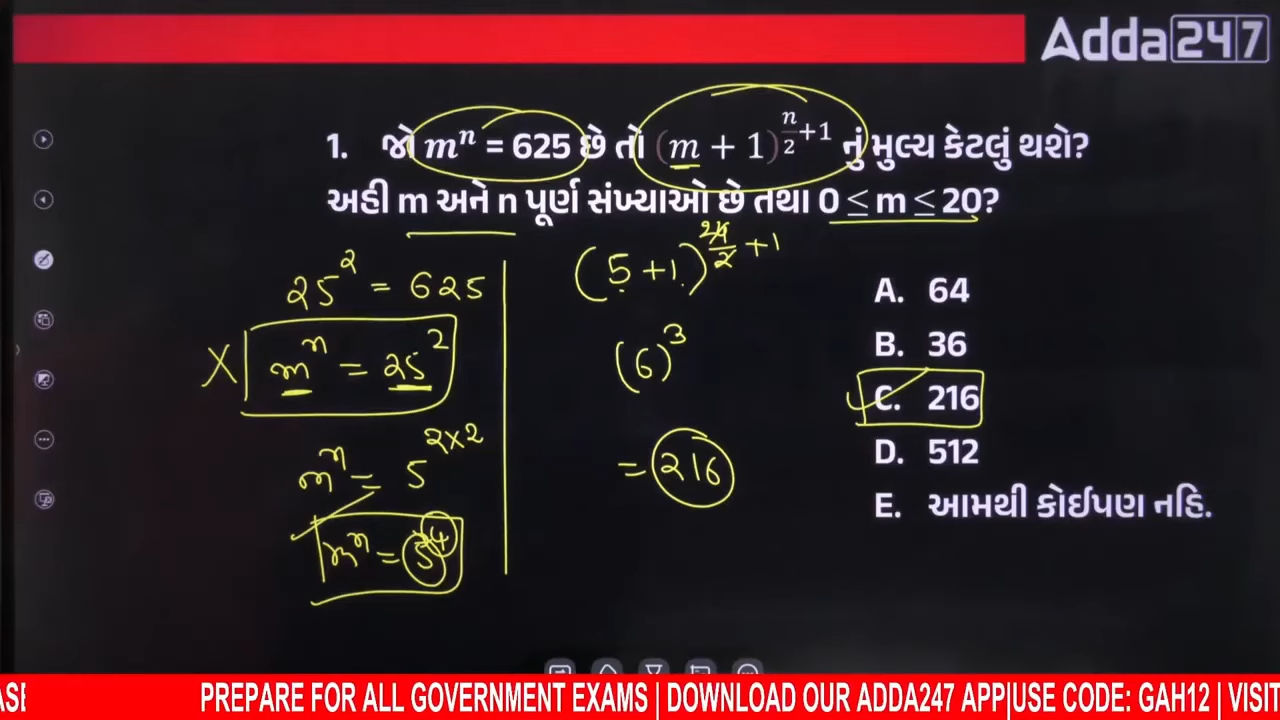 Adda247
1. જો mⁿ = 625 છે તો (m + 1)^(n/2+1) નું મુલ્ય કેટલું થશે?
અહી m અને n પૂર્ણ સંખ્યાઓ છે તથા 0 ≤ m ≤ 20?
25² = 625
mⁿ = 25²
X
mⁿ = 5^(2×2)
mⁿ = 5⁴
(5+1)^(4/2+1)
2
(6)³
= 216
A. 64
B. 36
C. 216
D. 512
E. આમથી કોઈપણ નહિ.
PREPARE FOR ALL GOVERNMENT EXAMS | DOWNLOAD OUR ADDA247 APP|USE CODE: GAH12 | VISIT